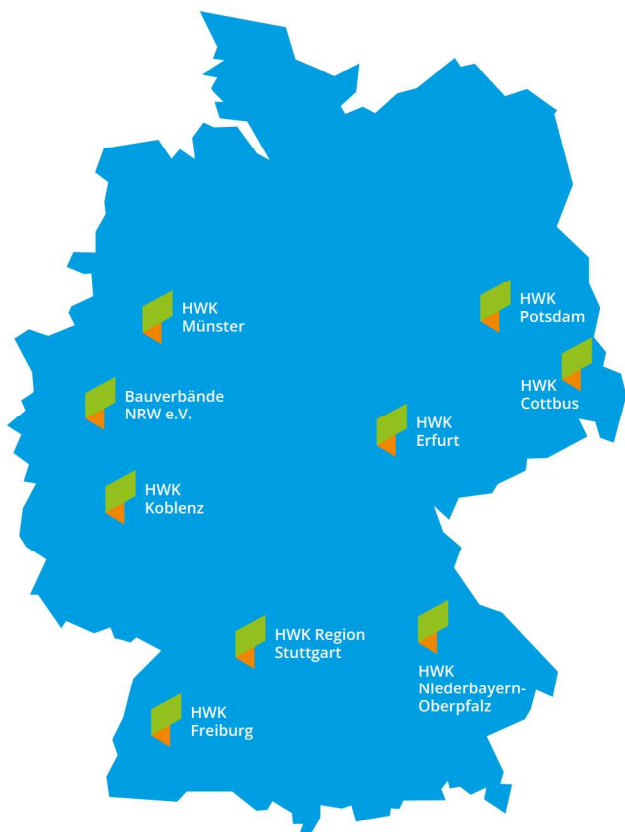 HWK
Münster
HWK
Potsdam
HWK
Cottbus
Bauverbände
NRW e.V.
HWK
Erfurt
HWK
Koblenz
HWK Region
Stuttgart
HWK
Niederbayern-
Oberpfalz
HWK
Freiburg